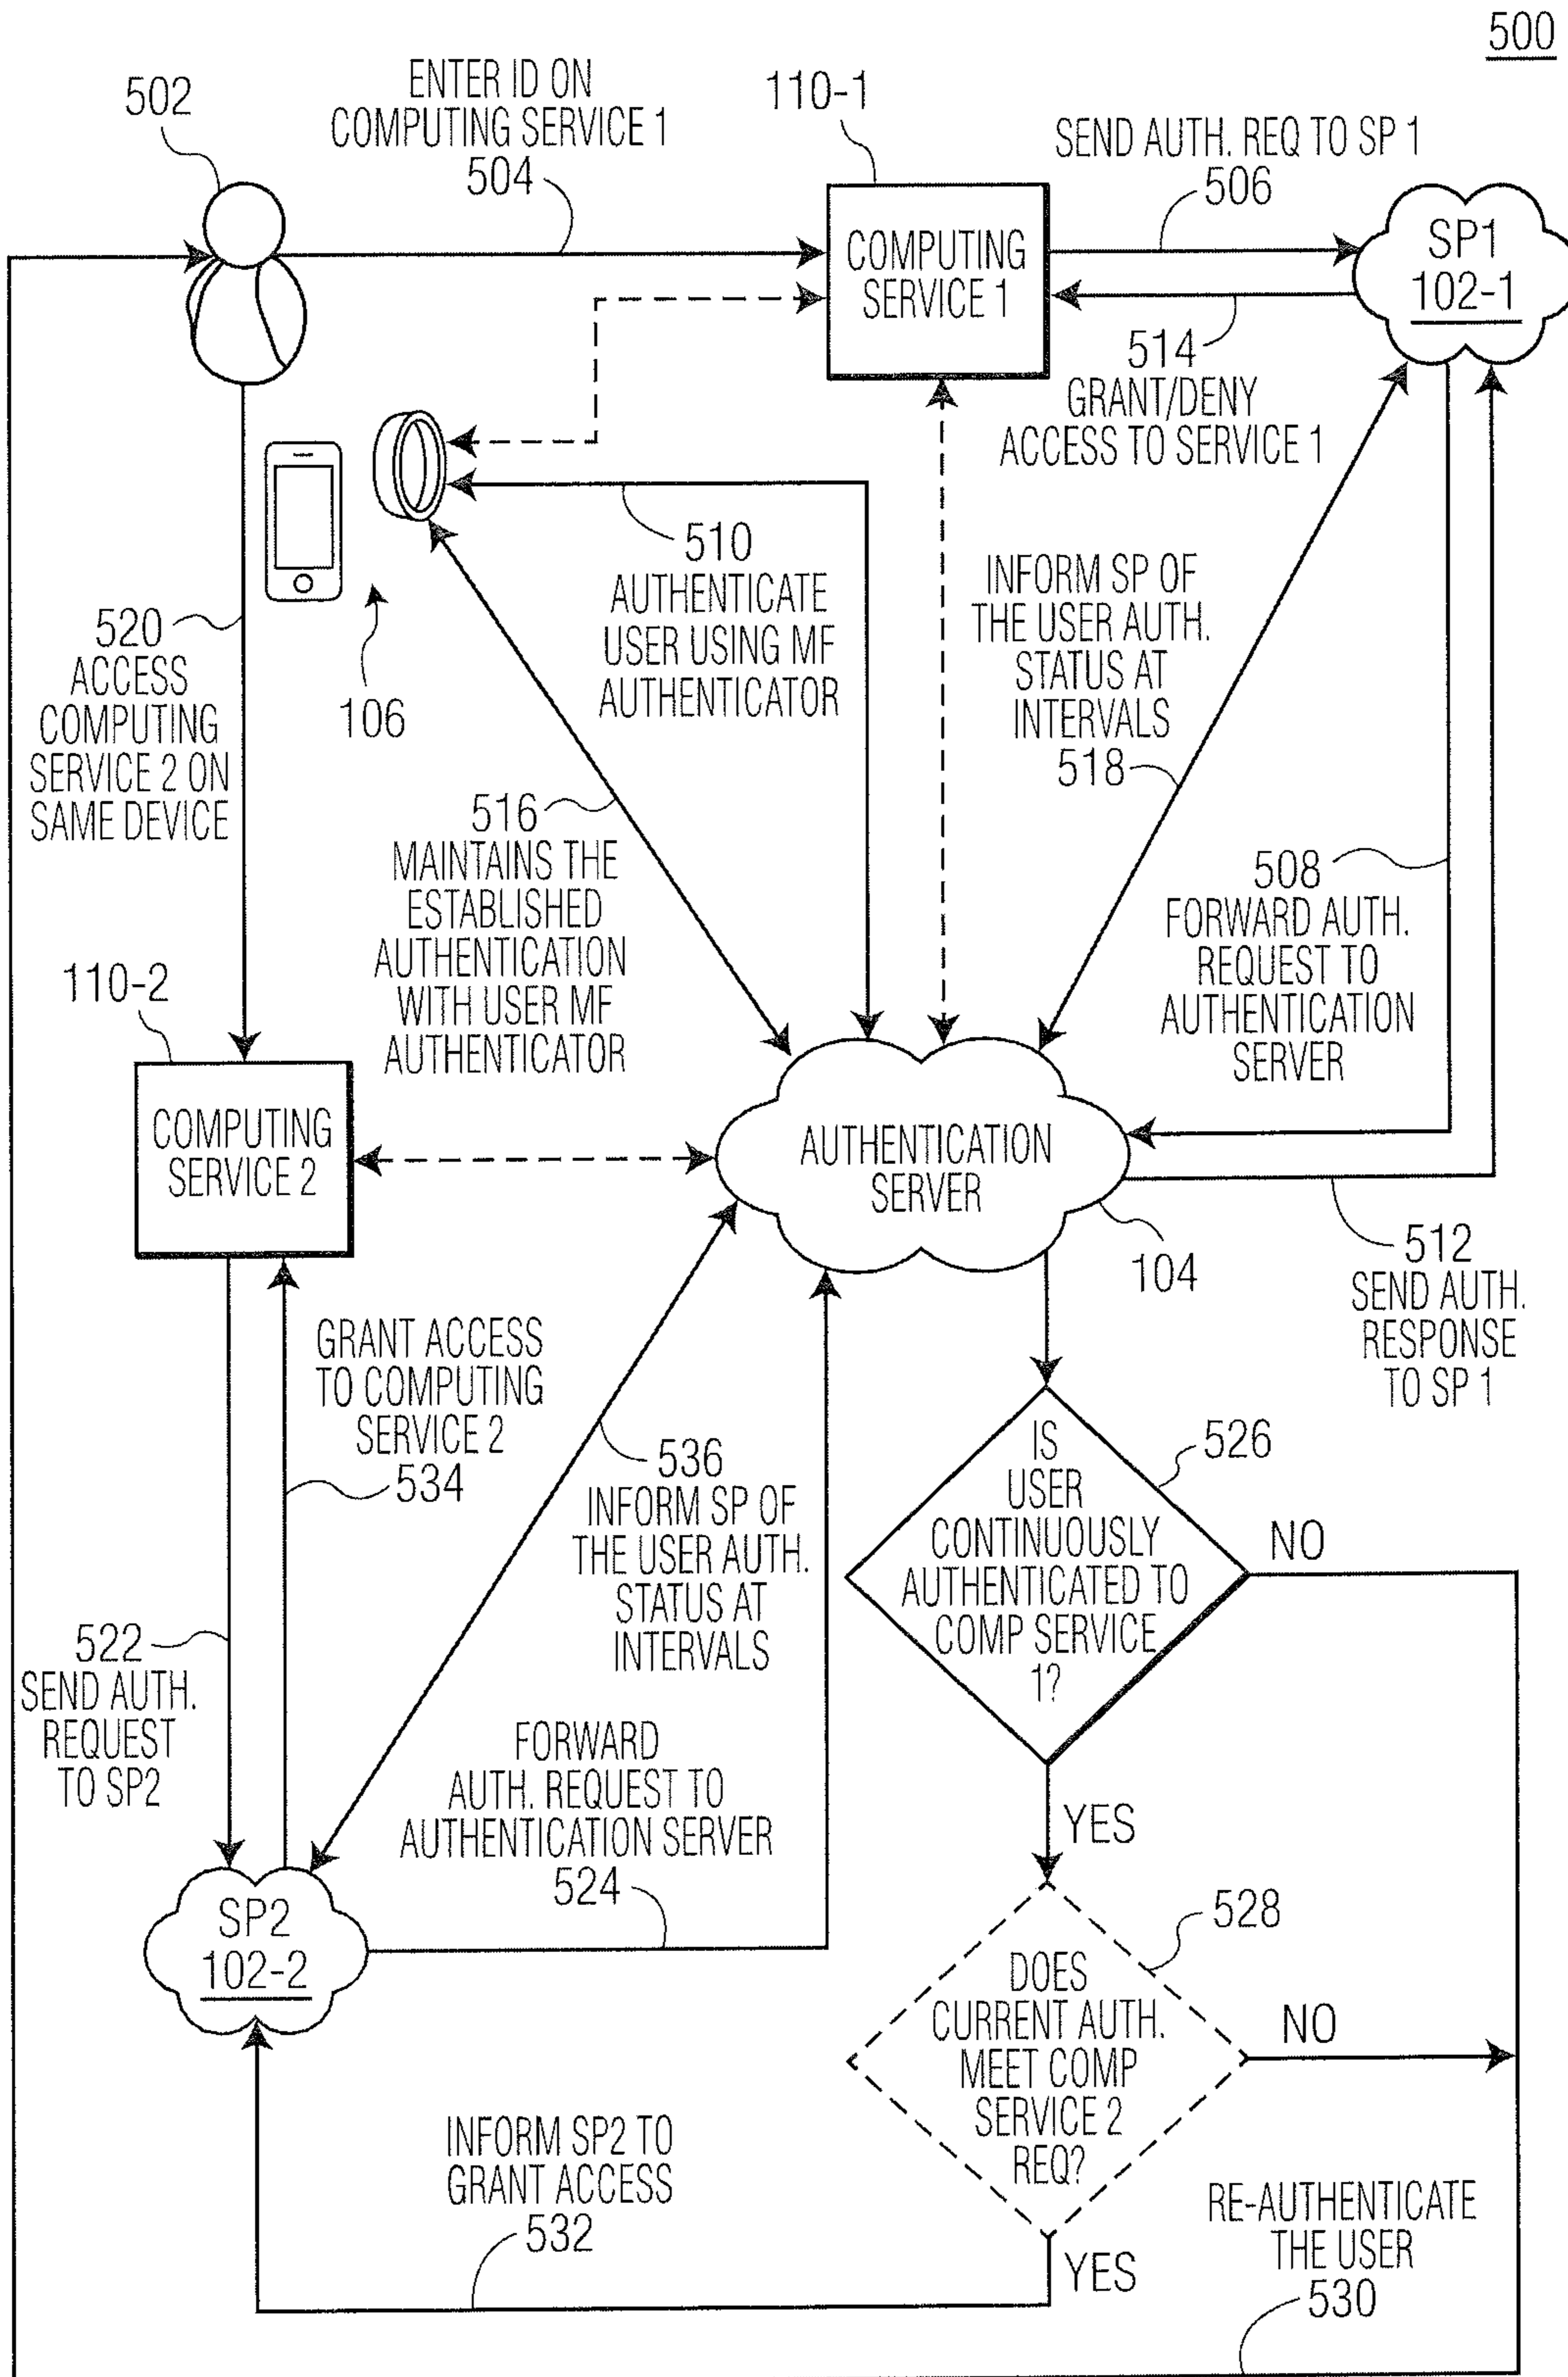 500
502
ENTER ID ON
COMPUTING SERVICE 1
504
110-1
SEND AUTH. REQ TO SP 1
506
COMPUTING
SERVICE 1
SP1
102-1
514
GRANT/DENY
ACCESS TO SERVICE 1
510
AUTHENTICATE
USER USING MF
AUTHENTICATOR
INFORM SP OF
THE USER AUTH.
STATUS AT
INTERVALS
518
520
ACCESS
COMPUTING
SERVICE 2 ON
SAME DEVICE
106
516
MAINTAINS THE
ESTABLISHED
AUTHENTICATION
WITH USER MF
AUTHENTICATOR
508
FORWARD AUTH.
REQUEST TO
AUTHENTICATION
SERVER
110-2
COMPUTING
SERVICE 2
AUTHENTICATION
SERVER
104
512
SEND AUTH.
RESPONSE
TO SP 1
GRANT ACCESS
TO COMPUTING
SERVICE 2
534
536
INFORM SP OF
THE USER AUTH.
STATUS AT
INTERVALS
IS
USER
CONTINUOUSLY
AUTHENTICATED TO
COMP SERVICE
1?
526
NO
YES
522
SEND AUTH.
REQUEST
TO SP2
FORWARD
AUTH. REQUEST TO
AUTHENTICATION SERVER
524
SP2
102-2
DOES
CURRENT AUTH.
MEET COMP
SERVICE 2
REQ?
528
NO
YES
INFORM SP2 TO
GRANT ACCESS
532
RE-AUTHENTICATE
THE USER
530